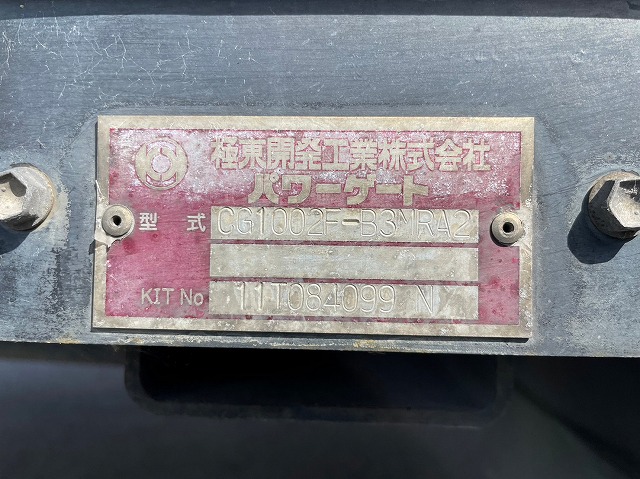 極東開発工業株式会社
パワーゲート
型式 CG1002F-B3MRA2
KIT No 11T084099 N